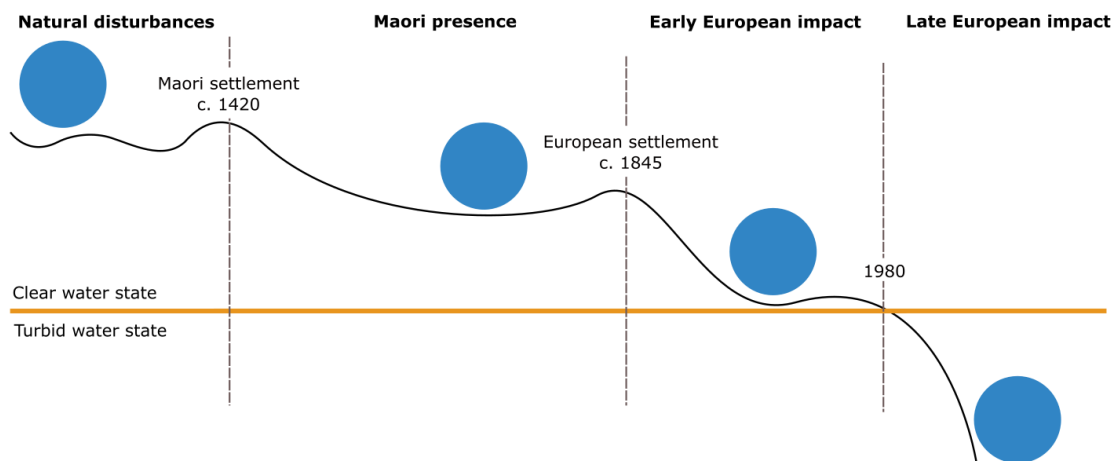 Natural disturbances
Maori presence
Early European impact
Late European impact
Maori settlement
c. 1420
European settlement
c. 1845
1980
Clear water state
Turbid water state